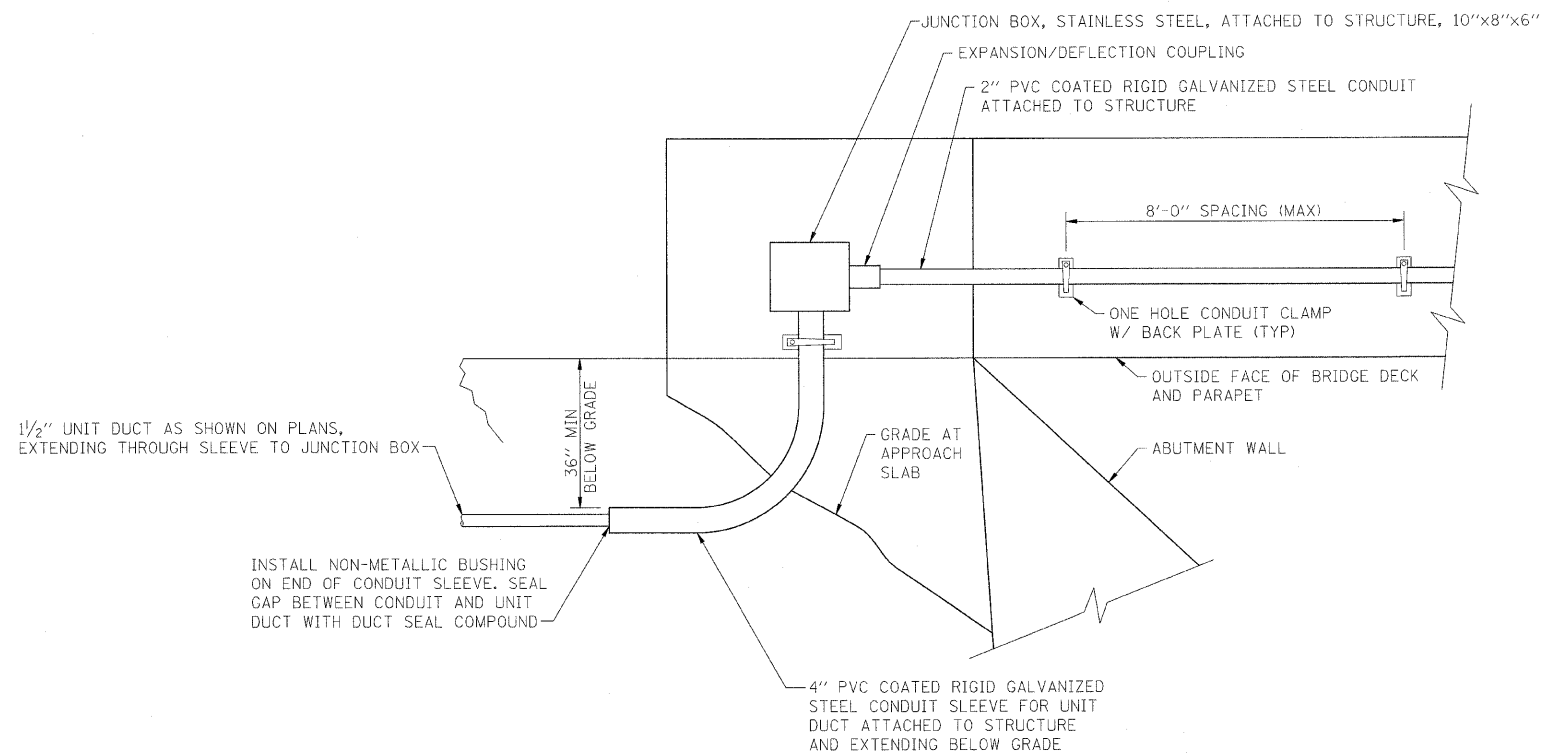 JUNCTION BOX, STAINLESS STEEL, ATTACHED TO STRUCTURE, 10"x8"x6"
EXPANSION/DEFLECTION COUPLING
2" PVC COATED RIGID GALVANIZED STEEL CONDUIT
ATTACHED TO STRUCTURE
8'-0" SPACING (MAX)
ONE HOLE CONDUIT CLAMP
W/ BACK PLATE (TYP)
OUTSIDE FACE OF BRIDGE DECK
AND PARAPET
1½" UNIT DUCT AS SHOWN ON PLANS,
EXTENDING THROUGH SLEEVE TO JUNCTION BOX
36" MIN
BELOW GRADE
GRADE AT
APPROACH
SLAB
ABUTMENT WALL
INSTALL NON-METALLIC BUSHING
ON END OF CONDUIT SLEEVE. SEAL
GAP BETWEEN CONDUIT AND UNIT
DUCT WITH DUCT SEAL COMPOUND
4" PVC COATED RIGID GALVANIZED
STEEL CONDUIT SLEEVE FOR UNIT
DUCT ATTACHED TO STRUCTURE
AND EXTENDING BELOW GRADE